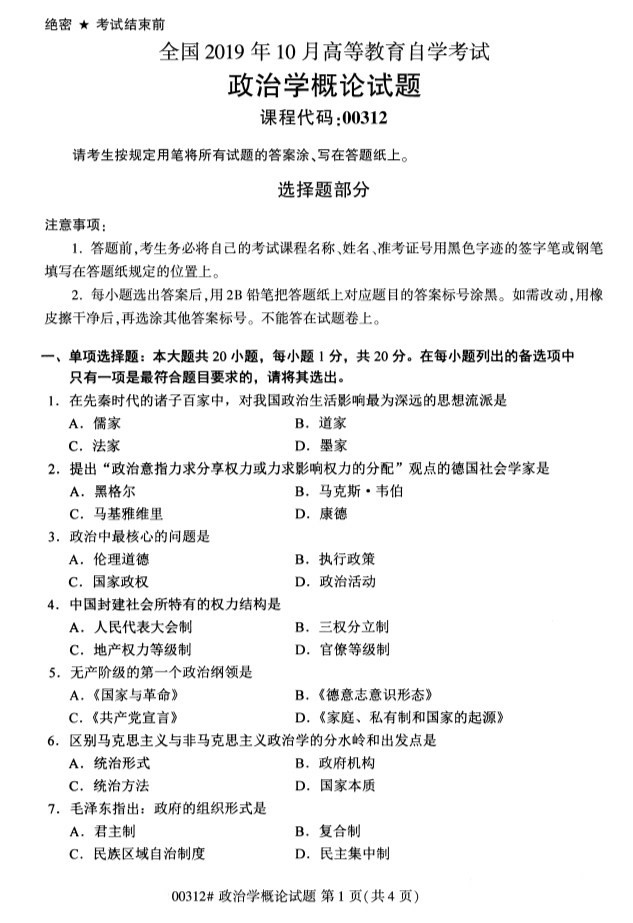 绝密 ★ 考试结束前
全国 2019 年 10 月高等教育自学考试
政治学概论试题
课程代码:00312
请考生按规定用笔将所有试题的答案涂、写在答题纸上。
选择题部分
注意事项:
1. 答题前,考生务必将自己的考试课程名称、姓名、准考证号用黑色字迹的签字笔或钢笔
填写在答题纸规定的位置上。
2. 每小题选出答案后,用 2B 铅笔把答题纸上对应题目的答案标号涂黑。如需改动,用橡
皮擦干净后,再选涂其他答案标号。不能答在试题卷上。
一、单项选择题：本大题共 20 小题，每小题 1 分，共 20 分。在每小题列出的备选项中
只有一项是最符合题目要求的，请将其选出。
1．在先秦时代的诸子百家中，对我国政治生活影响最为深远的思想流派是
A．儒家 B．道家
C．法家 D．墨家
2．提出“政治意指力求分享权力或力求影响权力的分配”观点的德国社会学家是
A．黑格尔 B．马克斯·韦伯
C．马基雅维里 D．康德
3．政治中最核心的问题是
A．伦理道德 B．执行政策
C．国家政权 D．政治活动
4．中国封建社会所特有的权力结构是
A．人民代表大会制 B．三权分立制
C．地产权力等级制 D．官僚等级制
5．无产阶级的第一个政治纲领是
A．《国家与革命》 B．《德意志意识形态》
C．《共产党宣言》 D．《家庭、私有制和国家的起源》
6．区别马克思主义与非马克思主义政治学的分水岭和出发点是
A．统治形式 B．政府机构
C．统治方法 D．国家本质
7．毛泽东指出：政府的组织形式是
A．君主制 B．复合制
C．民族区域自治制度 D．民主集中制
00312# 政治学概论试题 第 1 页(共 4 页)